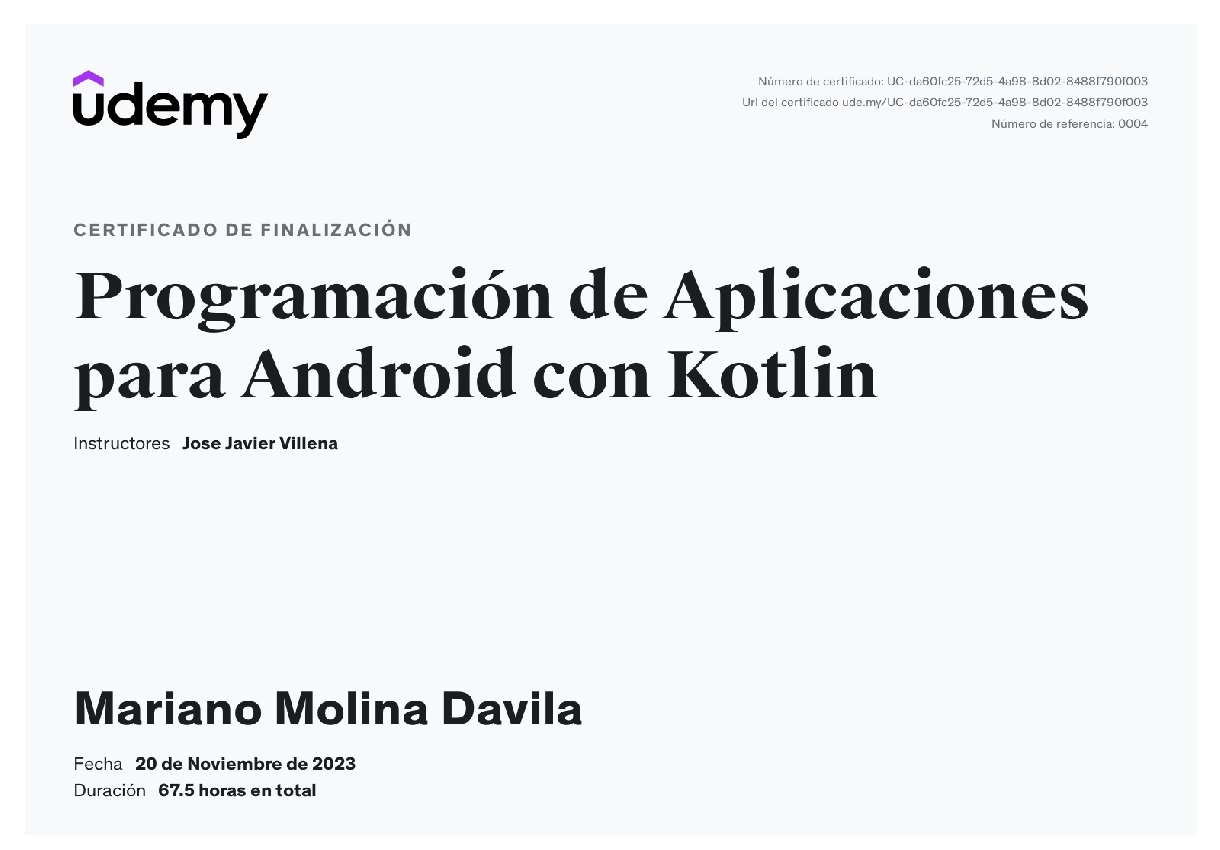 udemy
Número de certificado: UC-da60fc25-72d5-4a98-8d02-8488f790f003
Url del certificado ude.my/UC-da60fc25-72d5-4a98-8d02-8488f790f003
Número de referencia: 0004
CERTIFICADO DE FINALIZACIÓN
Programación de Aplicaciones
para Android con Kotlin
Instructores Jose Javier Villena
Mariano Molina Davila
Fecha 20 de Noviembre de 2023
Duración 67.5 horas en total